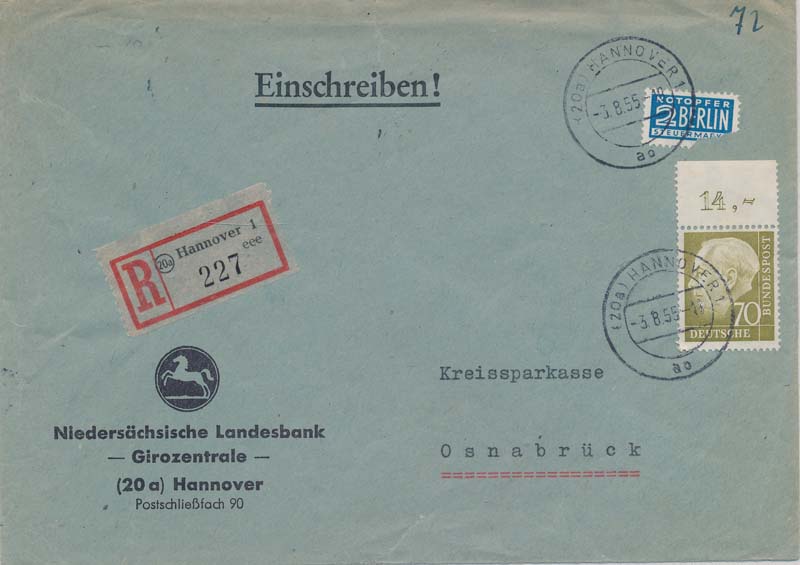 72
Einschreiben!
(20a) HANNOVER 1
-3.8.55
ao
NOTOPFER
2 BERLIN
STEUERMARKE
14,-
70
DEUTSCHE
BUNDESPOST
(20a) HANNOVER 1
-3.8.55
ao
R
20a Hannover 1
eee
227
Niedersächsische Landesbank
— Girozentrale —
(20 a) Hannover
Postschließfach 90
Kreissparkasse
Osnabrück